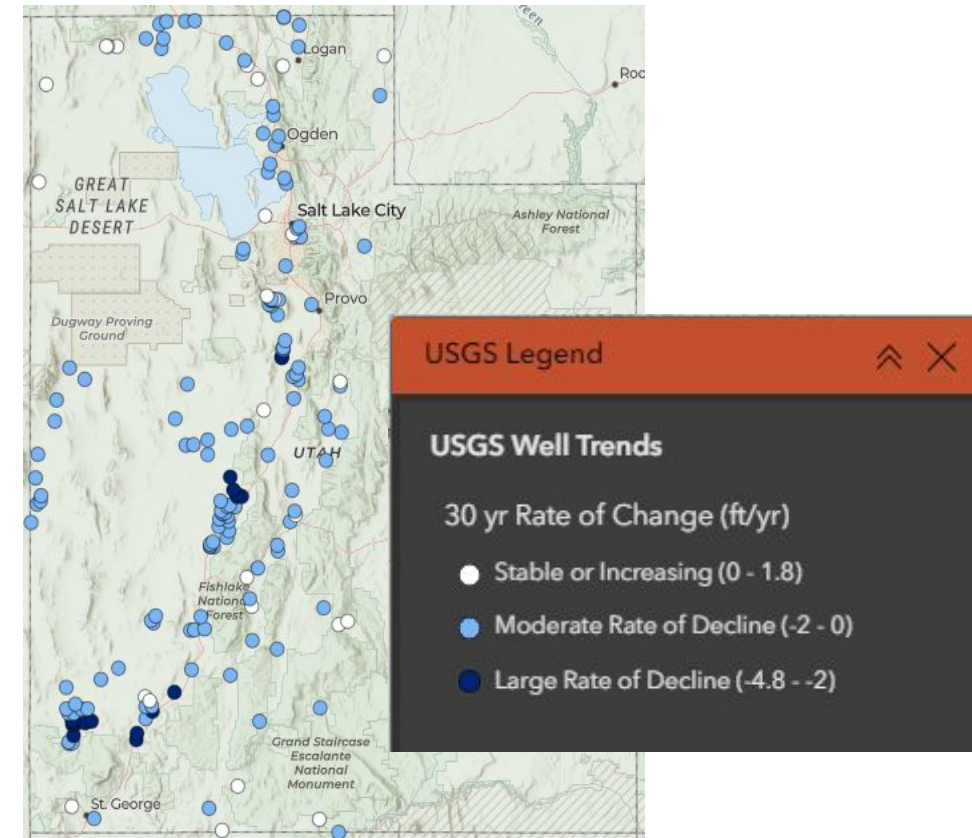 Green
Logan
Roc
Ogden
GREAT
SALT LAKE
DESERT
Salt Lake City
Ashley National
Forest
Provo
Dugway Proving
Ground
USGS Legend
USGS Well Trends
UTAH
30 yr Rate of Change (ft/yr)
Stable or Increasing (0 - 1.8)
Fishlake
National
Forest
Moderate Rate of Decline (-2 - 0)
Large Rate of Decline (-4.8 - -2)
Grand Staircase
Escalante
National
Monument
St. George